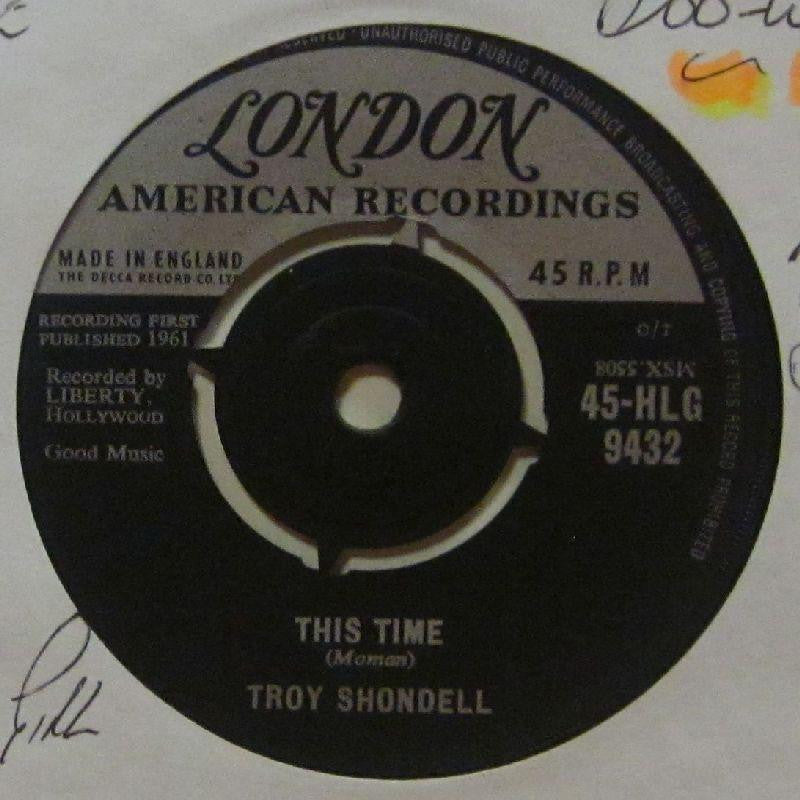 RESERVED · UNAUTHORISED PUBLIC PERFORMANCE BROADCASTING AND COPYING OF THIS RECORD PROHIBITED
LONDON
AMERICAN RECORDINGS
MADE IN ENGLAND
THE DECCA RECORD CO. LTD
45 R.P.M
RECORDING FIRST
PUBLISHED 1961
Recorded by
LIBERTY,
HOLLYWOOD
Good Music
O/T
MSX.5508
45-HLG
9432
THIS TIME
(Moman)
TROY SHONDELL